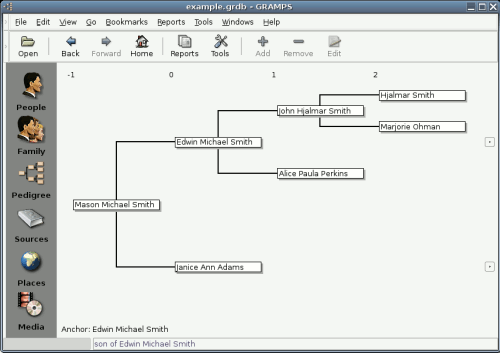 example.grdb - GRAMPS
File Edit View Go Bookmarks Reports Tools Windows Help
Open Back Forward Home Reports Tools Add Remove Edit
-1 0 1 2
People
Family
Pedigree
Sources
Places
Media
Hjalmar Smith
John Hjalmar Smith
Marjorie Ohman
Edwin Michael Smith
Alice Paula Perkins
Mason Michael Smith
Janice Ann Adams
Anchor: Edwin Michael Smith
son of Edwin Michael Smith